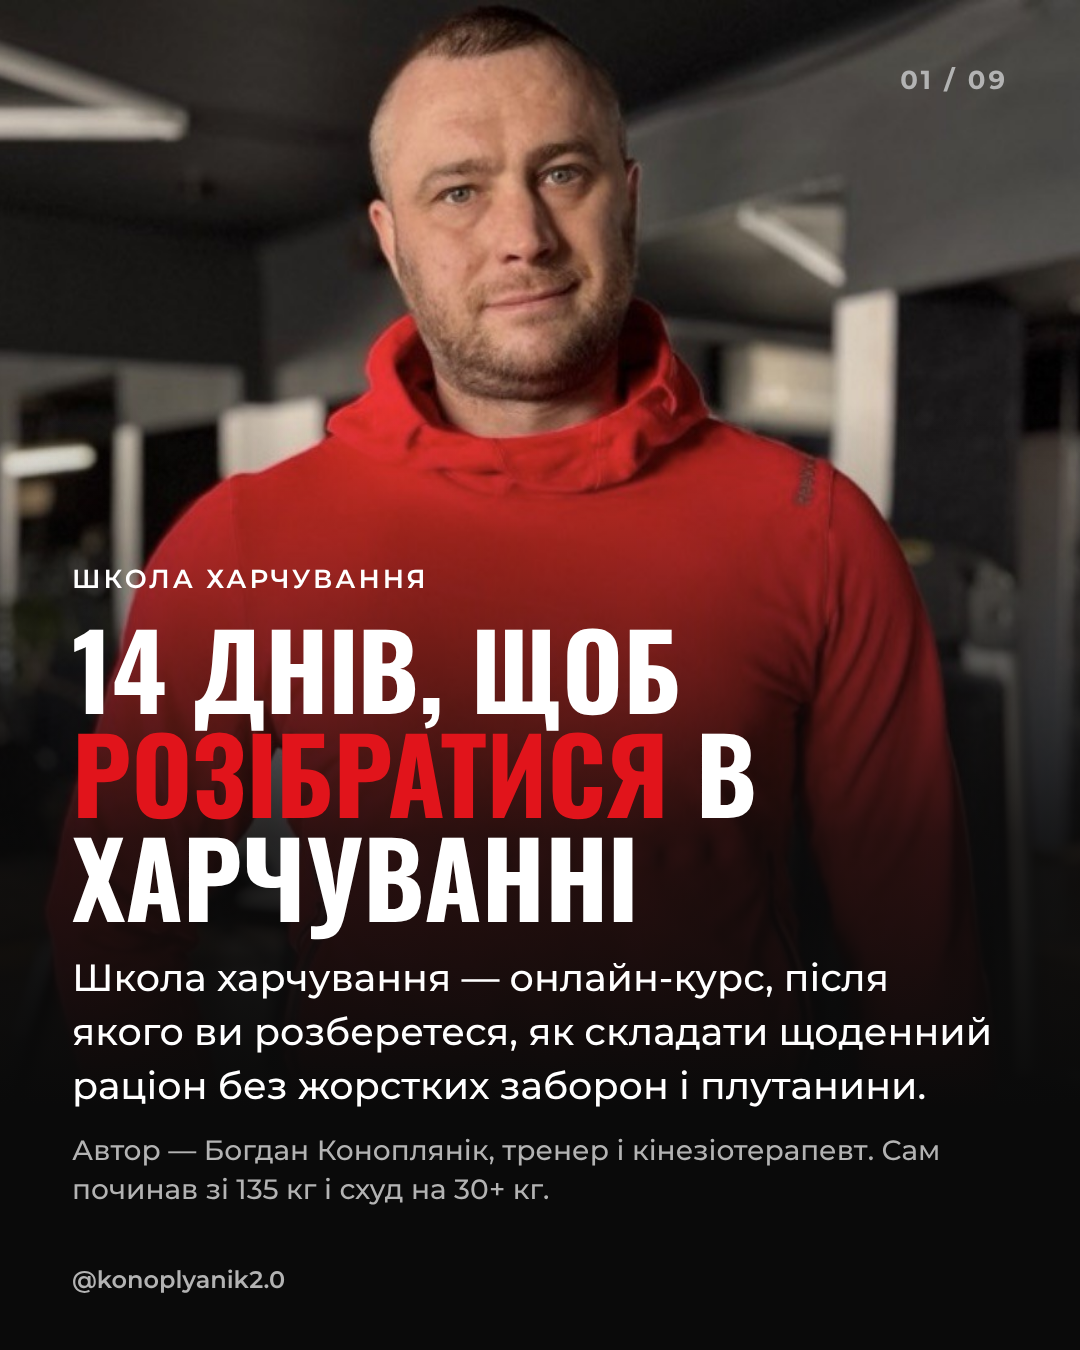 01 / 09
ШКОЛА ХАРЧУВАННЯ
14 ДНІВ, ЩОБ
РОЗІБРАТИСЯ В
ХАРЧУВАННІ
Школа харчування — онлайн-курс, після
якого ви розберетеся, як складати щоденний
раціон без жорстких заборон і плутанини.
Автор — Богдан Коноплянік, тренер і кінезіотерапевт. Сам
починав зі 135 кг і схуд на 30+ кг.
@konoplyanik2.0